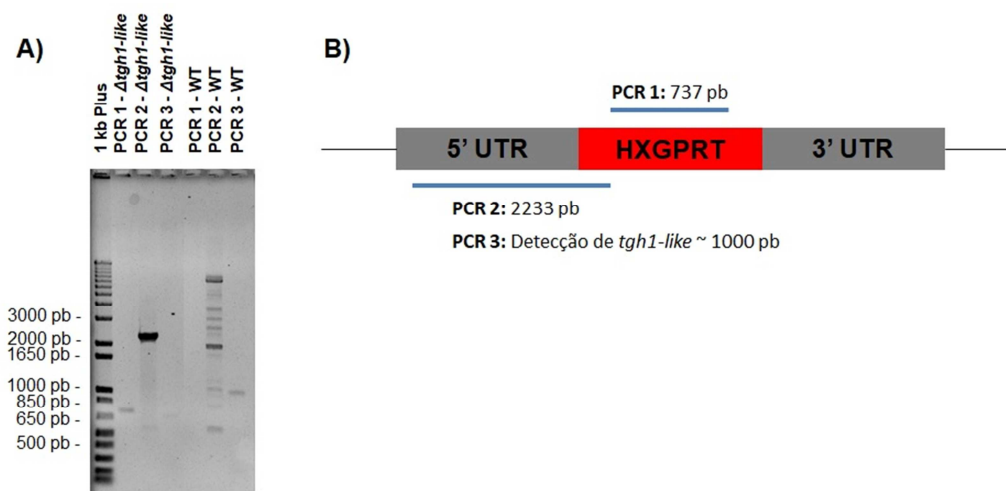 A)
1 kb Plus
PCR 1 - Δtgh1-like
PCR 2 - Δtgh1-like
PCR 3 - Δtgh1-like
PCR 1 - WT
PCR 2 - WT
PCR 3 - WT
3000 pb -
2000 pb -
1650 pb -
1000 pb -
850 pb -
650 pb -
500 pb -
B)
PCR 1: 737 pb
5' UTR
HXGPRT
3' UTR
PCR 2: 2233 pb
PCR 3: Detecção de tgh1-like ~ 1000 pb